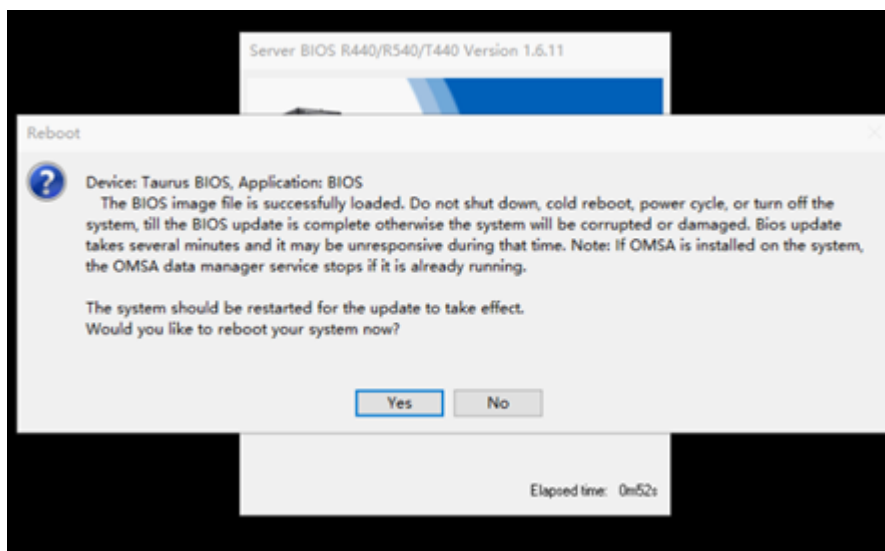 Server BIOS R440/R540/T440 Version 1.6.11
Reboot
Device: Taurus BIOS, Application: BIOS
The BIOS image file is successfully loaded. Do not shut down, cold reboot, power cycle, or turn off the
system, till the BIOS update is complete otherwise the system will be corrupted or damaged. Bios update
takes several minutes and it may be unresponsive during that time. Note: If OMSA is installed on the system,
the OMSA data manager service stops if it is already running.
The system should be restarted for the update to take effect.
Would you like to reboot your system now?
Yes No
Elapsed time: 0m52s